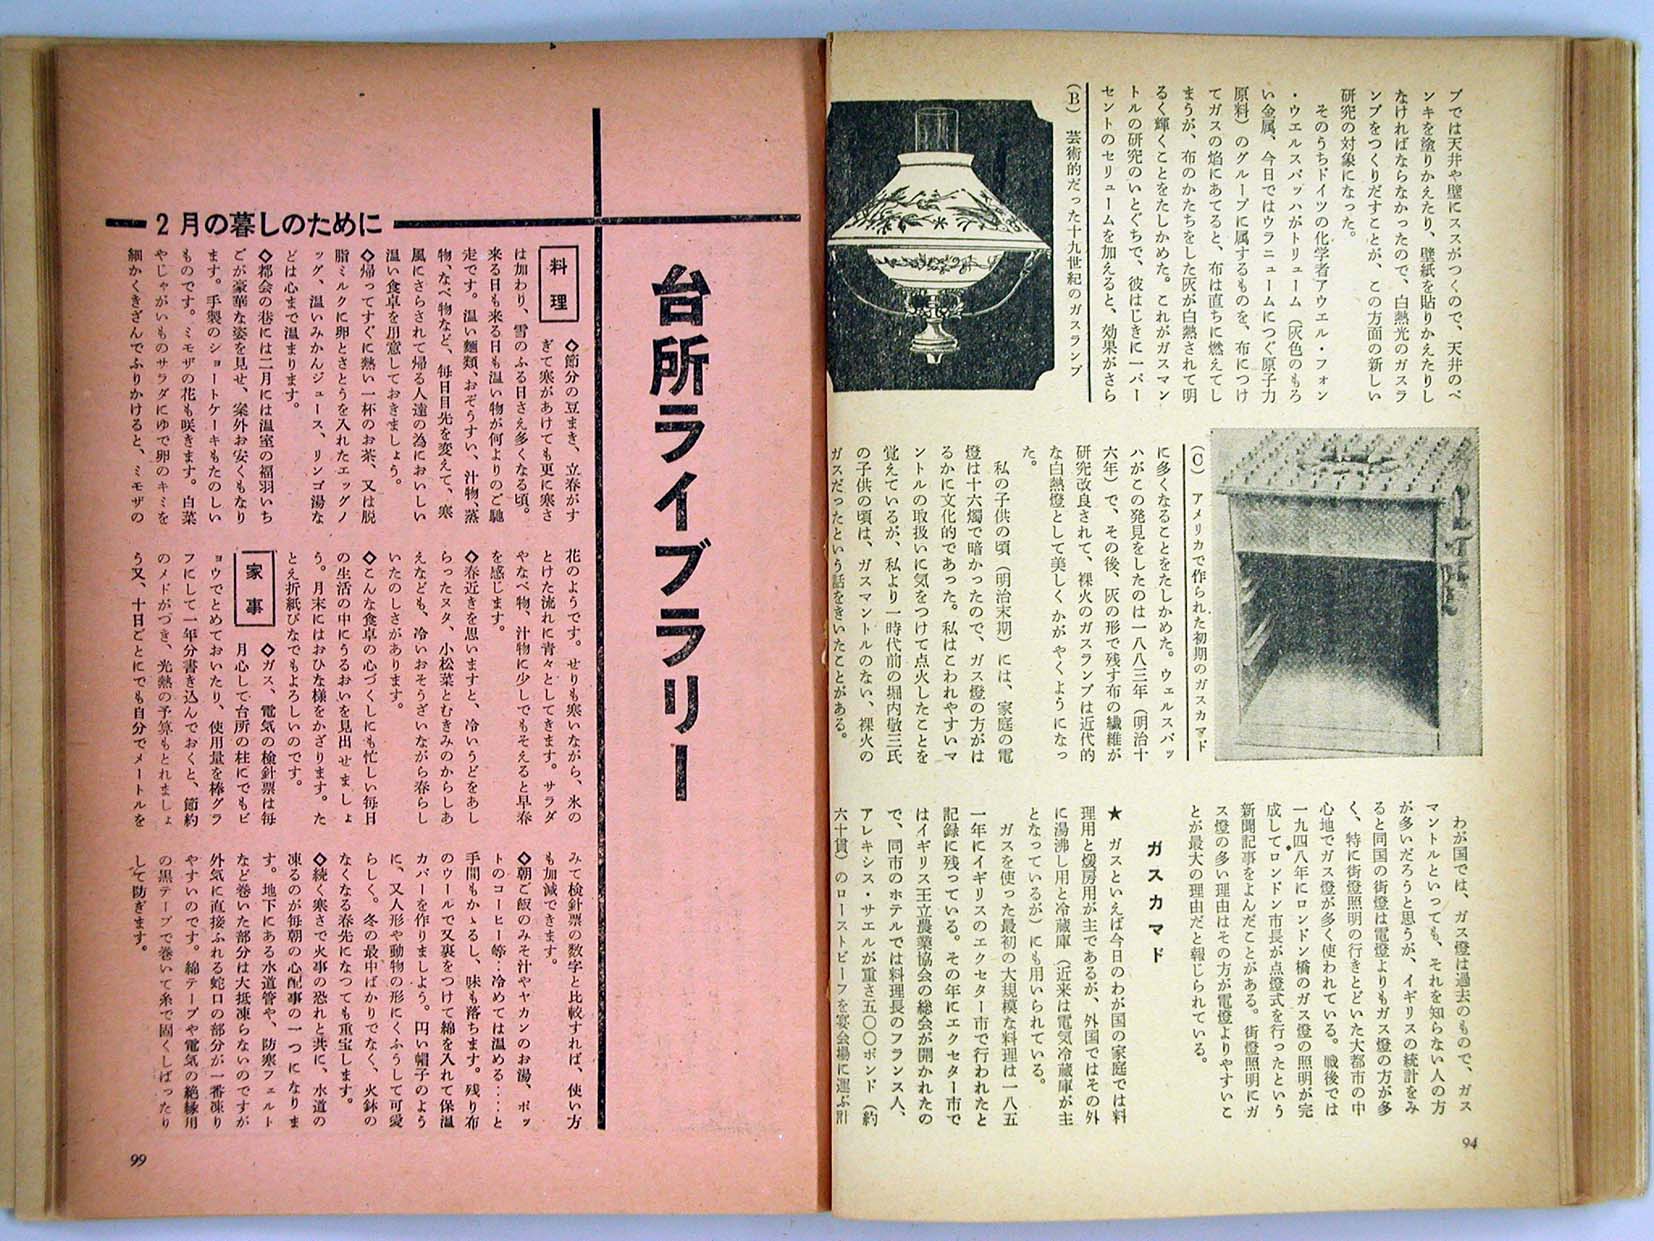 プでは天井や壁にススがつくので、天井のペ
ンキを塗りかえたり、壁紙を貼りかえたりし
なければならなかったので、白熱光のガスラ
ンプをつくりだすことが、この方面の新しい
研究の対象になった。
そのうちドイツの化学者アウエル・フォン
・ウエルスバッハがトリューム(灰色のもろ
い金属、今日ではウラニュームにつぐ原子力
原料)のグループに属するものを、布につけ
てガスの焰にあてると、布は直ちに燃えてし
まうが、布のかたちをした灰が白熱されて明
るく輝くことをたしかめた。これがガスマン
トルの研究のいとぐちで、彼はじきに一パー
セントのセリュームを加えると、効果がさら
(B) 芸術的だった十九世紀のガスランプ
(C) アメリカで作られた初期のガスカマド
に多くなることをたしかめた。ウェルスバッ
ハがこの発見をしたのは一八八三年(明治十
六年)で、その後、灰の形で残す布の繊維が
研究改良されて、裸火のガスランプは近代的
な白熱燈として美しくかがやくようになっ
た。
私の子供の頃(明治末期)には、家庭の電
燈は十六燭で暗かったので、ガス燈の方がは
るかに文化的であった。私はこわれやすいマ
ントルの取扱いに気をつけて点火したことを
覚えているが、私より一時代前の堀内敬三氏
の子供の頃は、ガスマントルのない、裸火の
ガスだったという話をきいたことがある。
わが国では、ガス燈は過去のもので、ガス
マントルといっても、それを知らない人の方
が多いだろうと思うが、イギリスの統計をみ
ると同国の街燈は電燈よりもガス燈の方が多
く、特に街燈照明の行きとどいた大都市の中
心地でガス燈が多く使われている。戦後では
一九四八年にロンドン橋のガス燈の照明が完
成してロンドン市長が点燈式を行ったという
新聞記事をよんだことがある。街燈照明にガ
ス燈の多い理由はその方が電燈よりやすいこ
とが最大の理由だと報じられている。
ガスカマド
★ ガスといえば今日のわが国の家庭では料
理用と煖房用が主であるが、外国ではその外
に湯沸し用と冷蔵庫(近来は電気冷蔵庫が主
となっているが)にも用いられている。
ガスを使った最初の大規模な料理は一八五
一年にイギリスのエクセター市で行われたと
記録に残っている。その年にエクセター市で
はイギリス王立農業協会の総会が開かれたの
で、同市のホテルでは料理長のフランス人、
アレキシス・サエルが重さ五〇〇ポンド(約
六十貫)のローストビーフを宴会場に運ぶ計
94
台所ライブラリー
2月の暮しのために
料理
◇節分の豆まき、立春がす
ぎて寒があけても更に寒さ
は加わり、雪のふる日さえ多くなる頃。
来る日も来る日も温い物が何よりのご馳
走です。温い麺類、おぞうすい、汁物、蒸
物、なべ物など、毎日目先を変えて、寒
風にさらされて帰る人達の為においしい
温い食卓を用意しておきましょう。
◇帰ってすぐに熱い一杯のお茶、又は脱
脂ミルクに卵とさとうを入れたエッグノ
ッグ、温いみかんジュース、リンゴ湯な
どは心まで温まります。
◇都会の巷には二月には温室の福羽いち
ごが豪華な姿を見せ、案外お安くもなり
ます。手製のショートケーキもたのしい
ものです。ミモザの花も咲きます。白菜
やじゃがいものサラダにゆで卵のキミを
細かくきざんでふりかけると、ミモザの
花のようです。せりも寒いながら、氷の
とけた流れに青々としてきます。サラダ
やなべ物、汁物に少しでもそえると早春
を感じます。
◇春近きを思いますと、冷いうどをあし
らったヌタ、小松菜とむきみのからしあ
えなども、冷いおそうざいながら春らし
いたのしさがあります。
◇こんな食卓の心づくしにも忙しい毎日
の生活の中にうるおいを見出せましょ
う。月末にはおひな様をかざります。た
とえ折紙びなでもよろしいのです。
家事
◇ガス、電気の検針票は毎
月心して台所の柱にでもピ
ョウでとめておいたり、使用量を棒グラ
フにして一年分書き込んでおくと、節約
のメドがつき、光熱の予算もとれましょ
う又、十日ごとにでも自分でメートルを
みて検針票の数字と比較すれば、使い方
も加減できます。
◇朝ご飯のみそ汁やヤカンのお湯、ポッ
トのコーヒー等‥冷めては温める‥‥と
手間もかゝるし、味も落ちます。残り布
のウールで又裏をつけて綿を入れて保温
カバーを作りましよう。円い帽子のよう
に、又人形や動物の形にくふうして可愛
らしく。冬の最中ばかりでなく、火鉢の
なくなる春先になっても重宝します。
◇続く寒さで火事の恐れと共に、水道の
凍るのが毎朝の心配事の一つになりま
す。地下にある水道管や、防寒フェルト
など巻いた部分は大抵凍らないのですが
外気に直接ふれる蛇口の部分が一番凍り
やすいのです。綿テープや電気の絶縁用
の黒テープで巻いて糸で固くしばったり
して防ぎます。
99